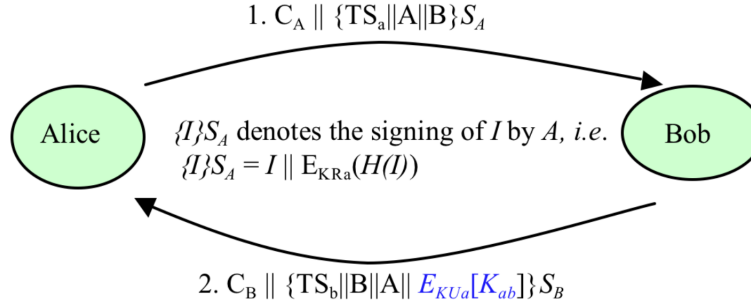 1. C_A || {TS_a||A||B}S_A
Alice
{I}S_A denotes the signing of I by A, i.e.
{I}S_A = I || E_KRa(H(I))
Bob
2. C_B || {TS_b||B||A|| E_KUa[K_ab]}S_B